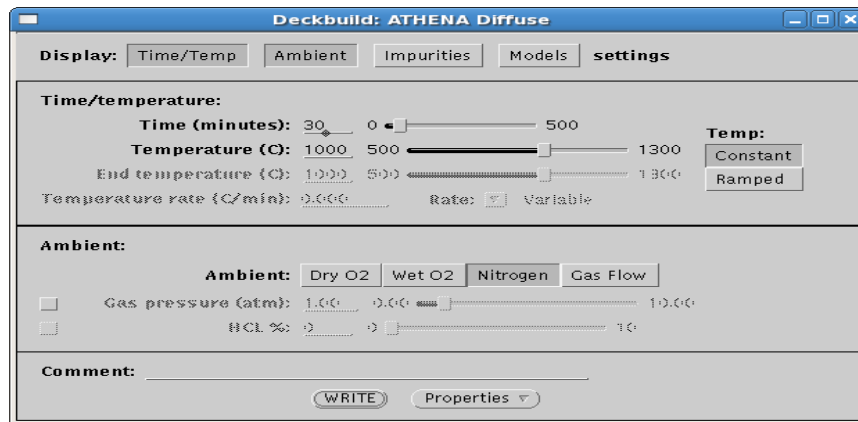 Deckbuild: ATHENA Diffuse
Display: Time/Temp Ambient Impurities Models settings
Time/temperature:
Time (minutes): 30 0 500
Temp:
Temperature (C): 1000 500 1300
Constant
End temperature (C): 1000 500 1300
Ramped
Temperature rate (C/min): 0.000 Rate: Variable
Ambient:
Ambient: Dry O2 Wet O2 Nitrogen Gas Flow
Gas pressure (atm): 1.00 0.00 10.00
HCL %: 0 0 10
Comment:
WRITE Properties